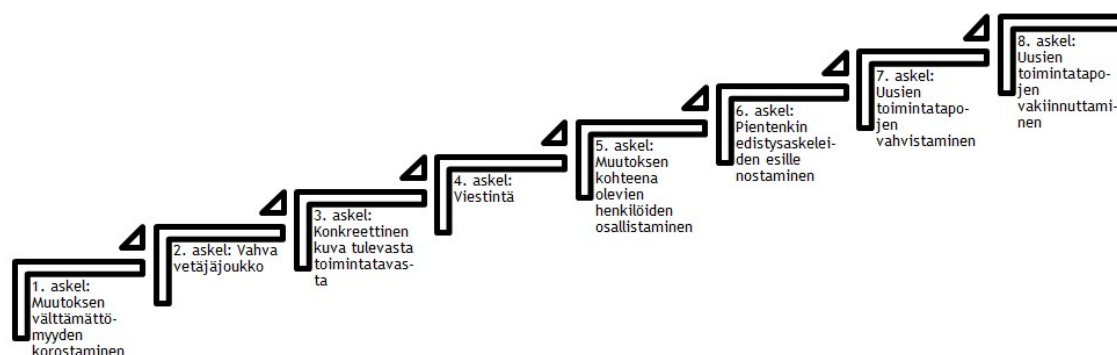 1. askel:
Muutoksen
välttämättö-
myyden
korostaminen
2. askel: Vahva
vetäjäjoukko
3. askel:
Konkreettinen
kuva tulevasta
toimintatavas-
ta
4. askel:
Viestintä
5. askel:
Muutoksen
kohteena
olevien
henkilöiden
osallistaminen
6. askel:
Pientenkin
edistysaskelei-
den esille
nostaminen
7. askel:
Uusien
toimintatapo-
jen
vahvistaminen
8. askel:
Uusien
toimintatapo-
jen
vakiinnuttami-
nen